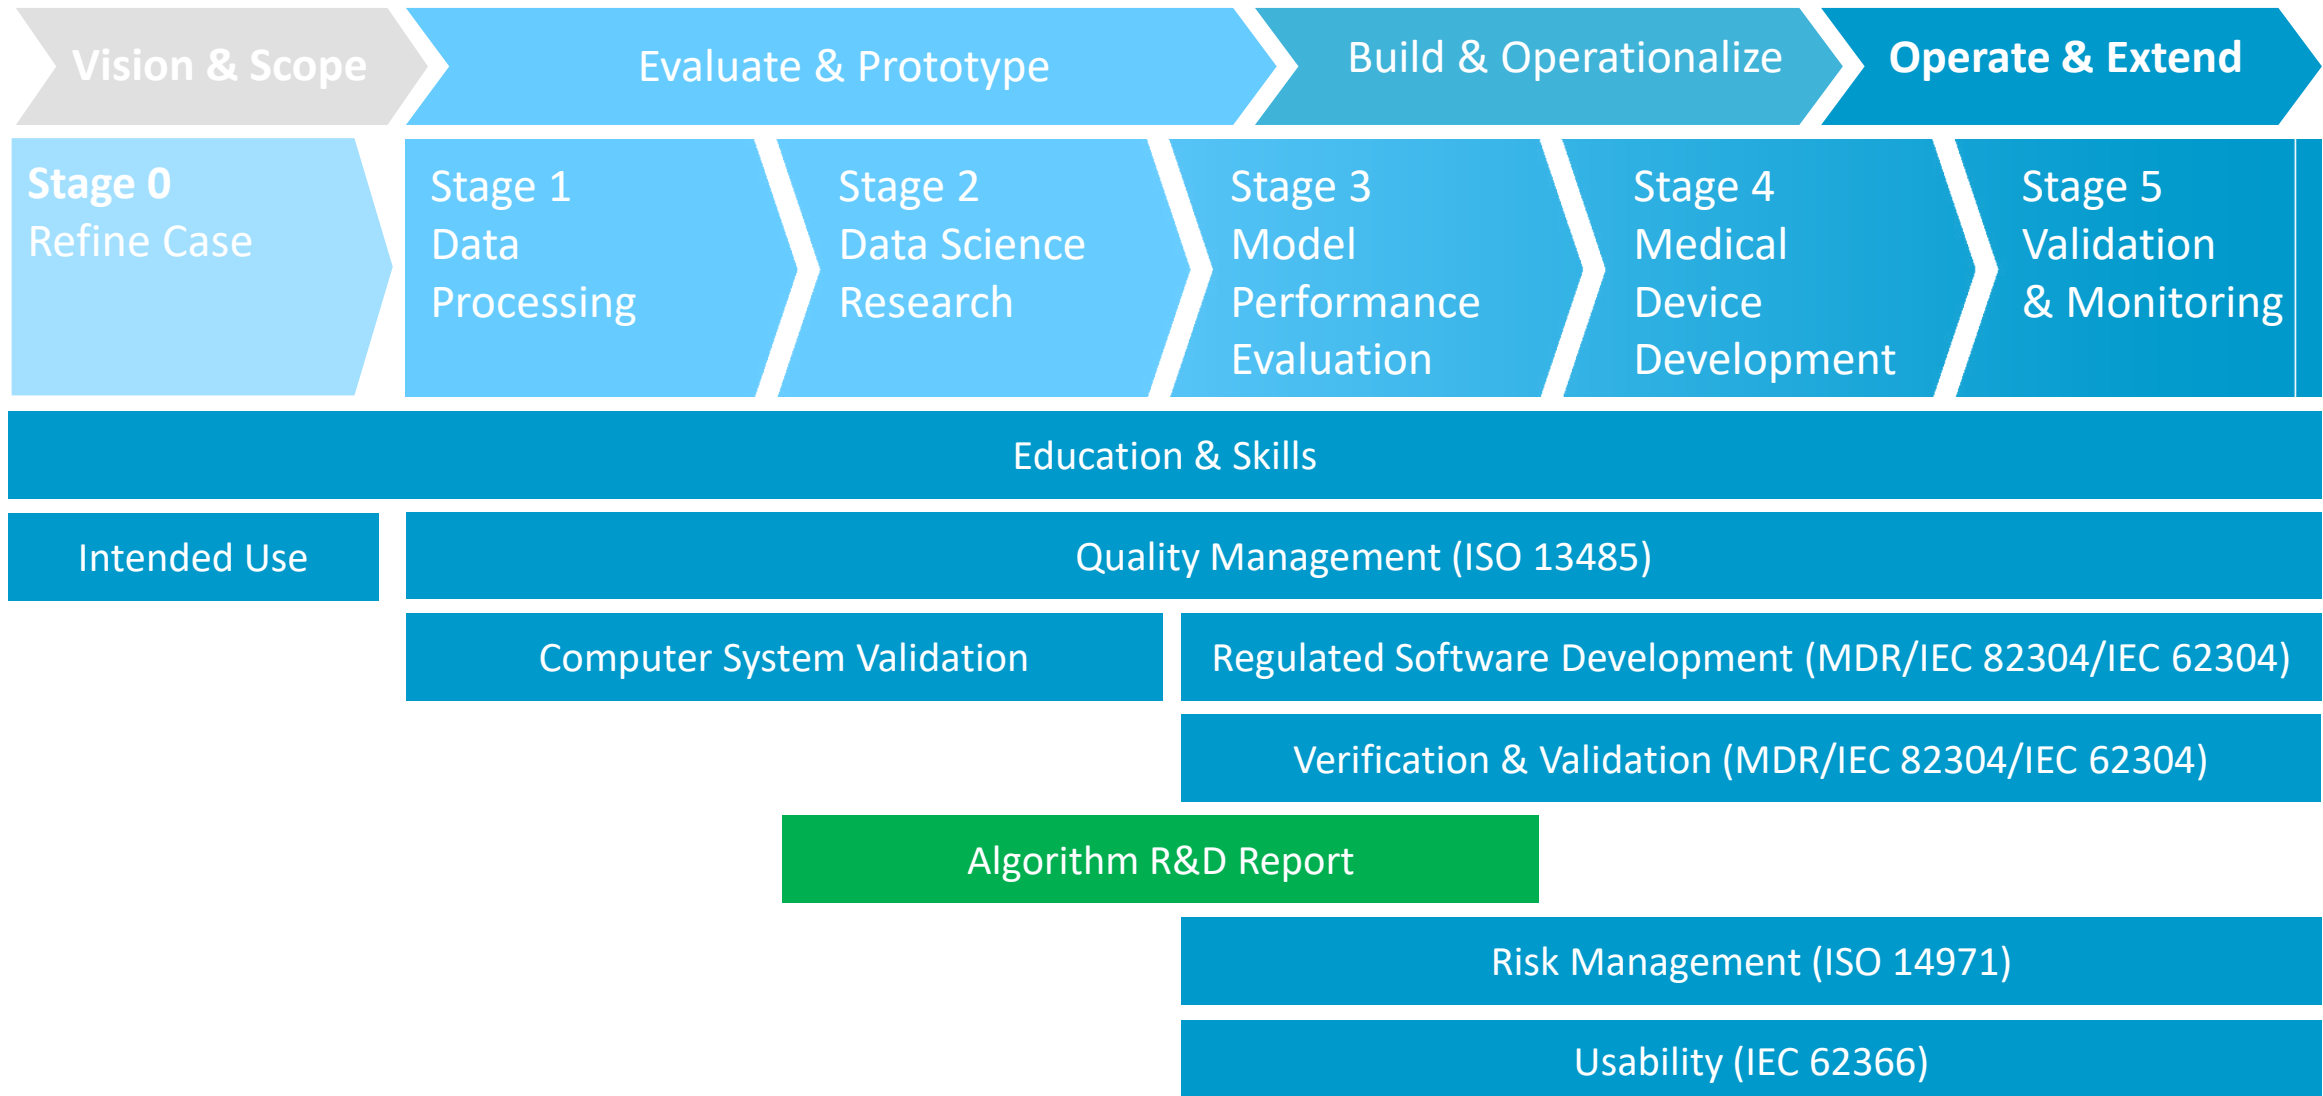 Vision & Scope
Evaluate & Prototype
Build & Operationalize
Operate & Extend
Stage 0
Refine Case
Stage 1
Data
Processing
Stage 2
Data Science
Research
Stage 3
Model
Performance
Evaluation
Stage 4
Medical
Device
Development
Stage 5
Validation
& Monitoring
Education & Skills
Intended Use
Quality Management (ISO 13485)
Computer System Validation
Regulated Software Development (MDR/IEC 82304/IEC 62304)
Verification & Validation (MDR/IEC 82304/IEC 62304)
Algorithm R&D Report
Risk Management (ISO 14971)
Usability (IEC 62366)